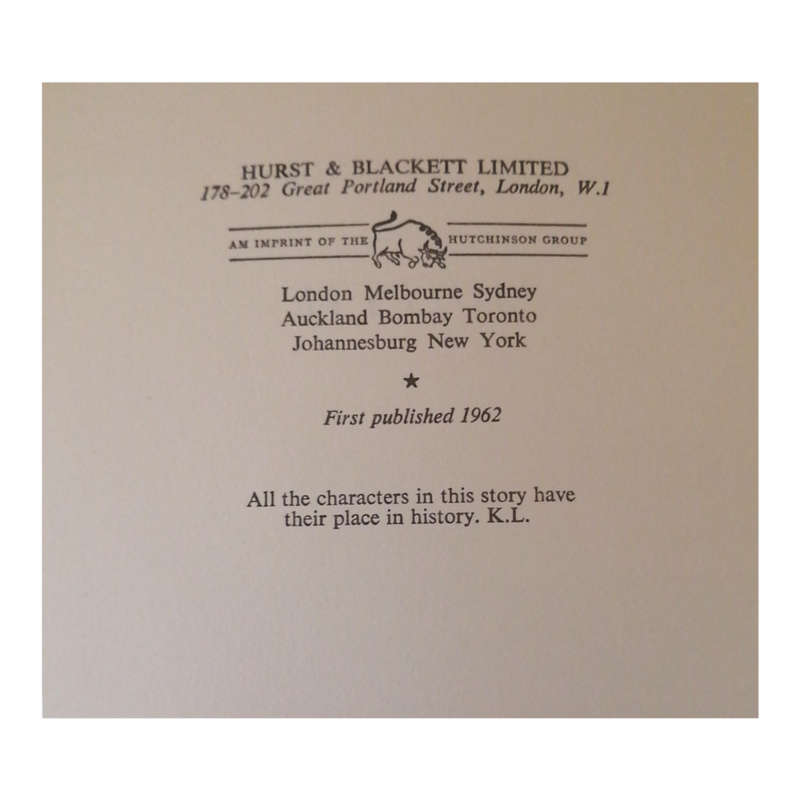 HURST & BLACKETT LIMITED
178–202 Great Portland Street, London, W.1
AN IMPRINT OF THE HUTCHINSON GROUP
London Melbourne Sydney
Auckland Bombay Toronto
Johannesburg New York
★
First published 1962
All the characters in this story have
their place in history. K.L.